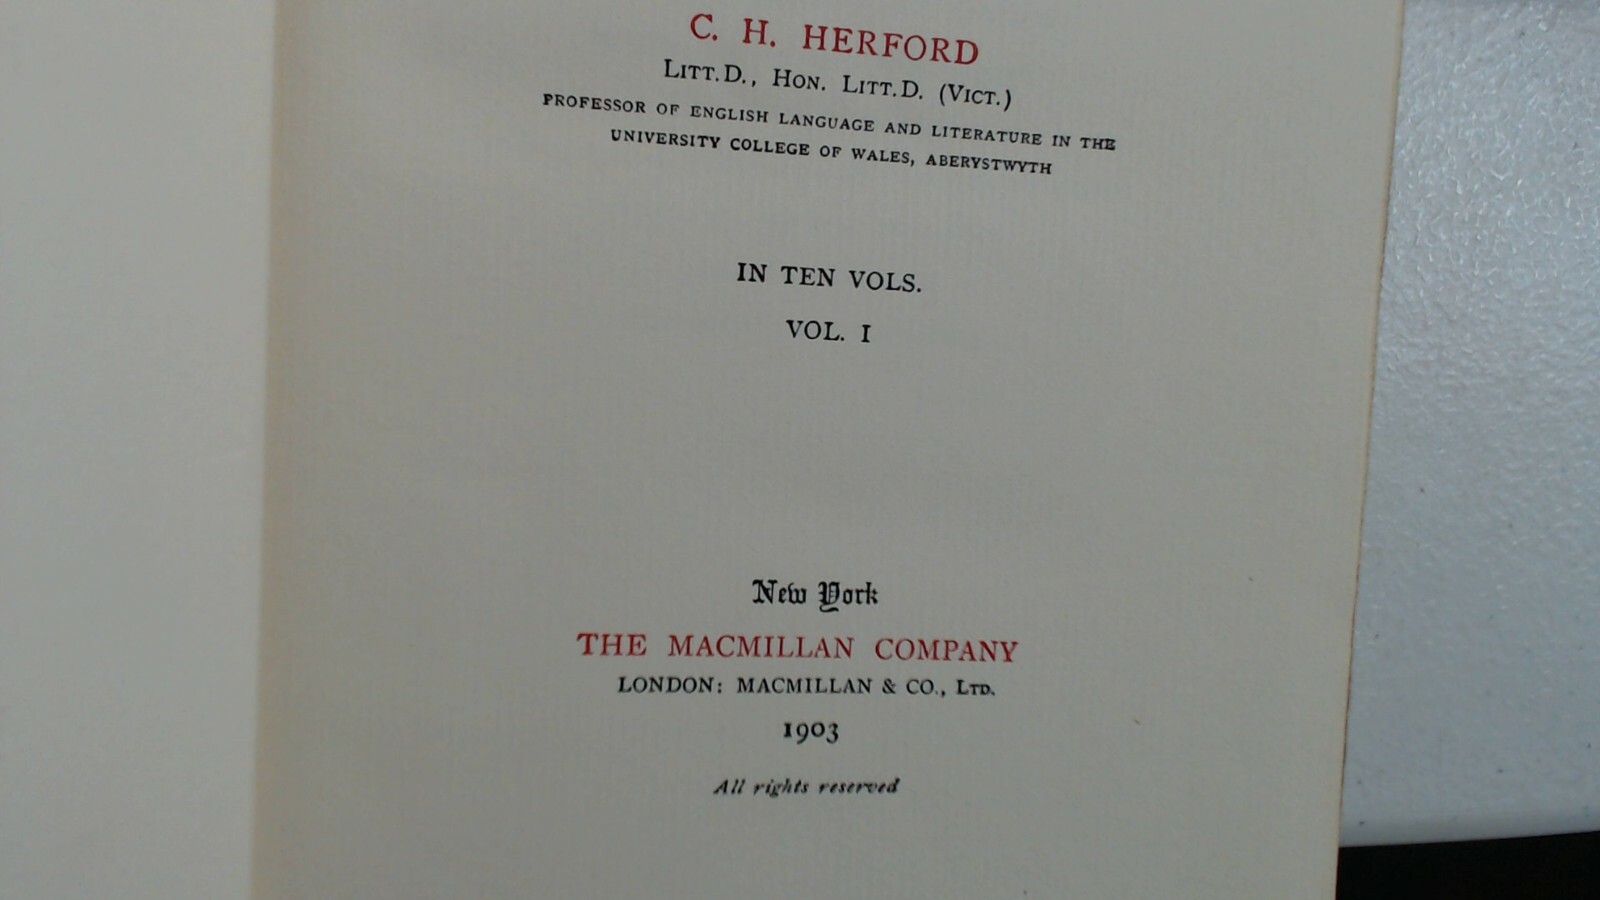 C. H. HERFORD
LITT.D., HON. LITT.D. (VICT.)
PROFESSOR OF ENGLISH LANGUAGE AND LITERATURE IN THE
UNIVERSITY COLLEGE OF WALES, ABERYSTWYTH
IN TEN VOLS.
VOL. I
New York
THE MACMILLAN COMPANY
LONDON: MACMILLAN & CO., LTD.
1903
All rights reserved